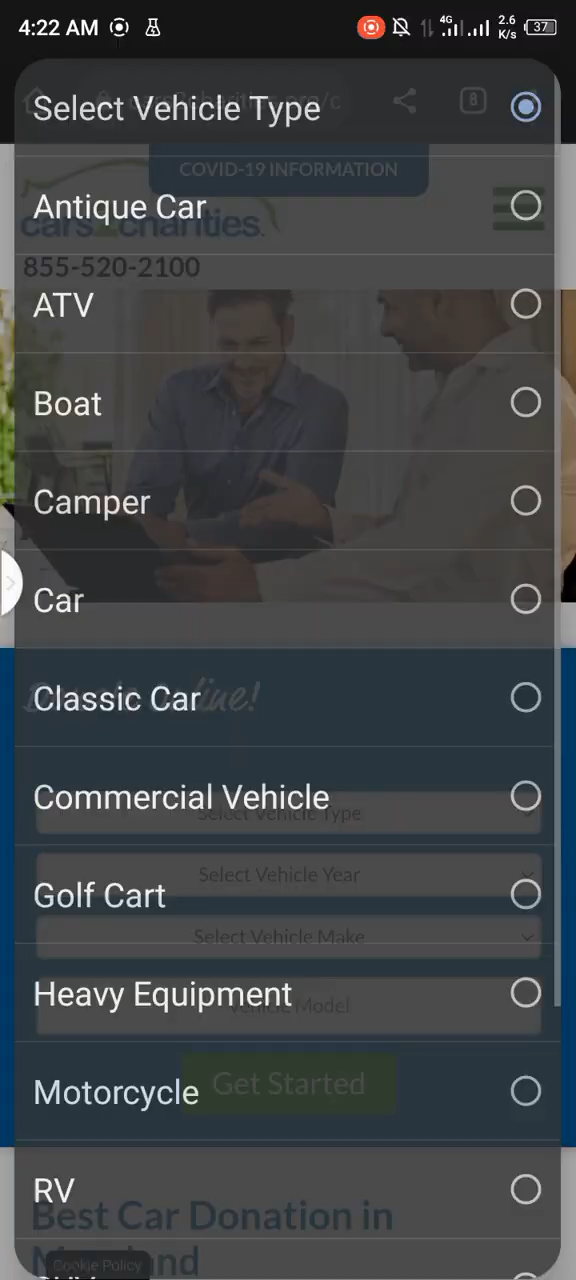 4:22 AM
4G
2.6
K/s
37
8
Select Vehicle Type
COVID-19 INFORMATION
Antique Car
cars2charities
855-520-2100
ATV
Boat
Camper
Car
Classic Car
Commercial Vehicle
Select Vehicle Type
Select Vehicle Year
Golf Cart
Select Vehicle Make
Heavy Equipment
Model
Motorcycle
Get Started
RV
Best Car Donation in
Cookie Policy